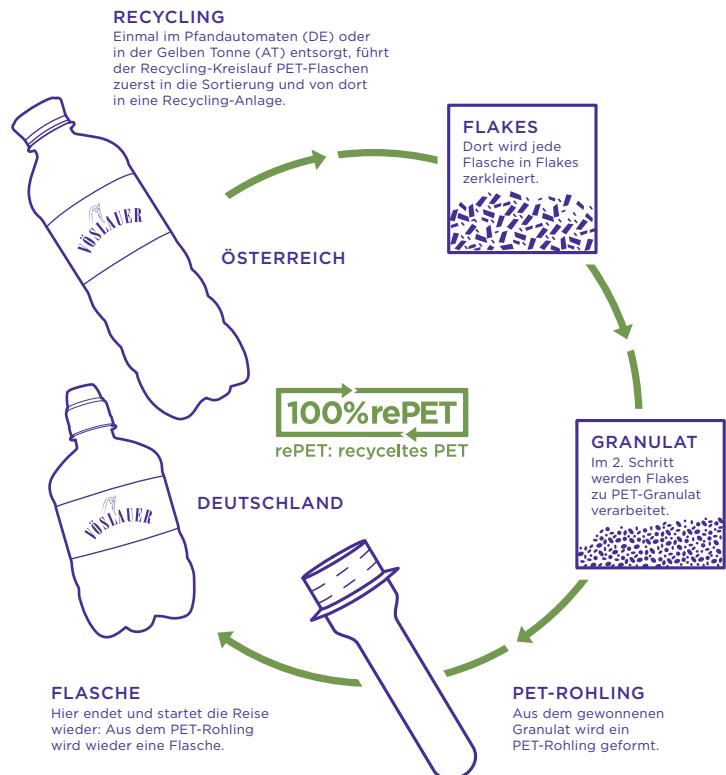 RECYCLING
Einmal im Pfandautomaten (DE) oder
in der Gelben Tonne (AT) entsorgt, führt
der Recycling-Kreislauf PET-Flaschen
zuerst in die Sortierung und von dort
in eine Recycling-Anlage.
FLAKES
Dort wird jede
Flasche in Flakes
zerkleinert.
VÖSLAUER
ÖSTERREICH
100%rePET
rePET: recyceltes PET
GRANULAT
Im 2. Schritt
werden Flakes
zu PET-Granulat
verarbeitet.
VÖSLAUER
DEUTSCHLAND
PET-ROHLING
Aus dem gewonnenen
Granulat wird ein
PET-Rohling geformt.
FLASCHE
Hier endet und startet die Reise
wieder: Aus dem PET-Rohling
wird wieder eine Flasche.